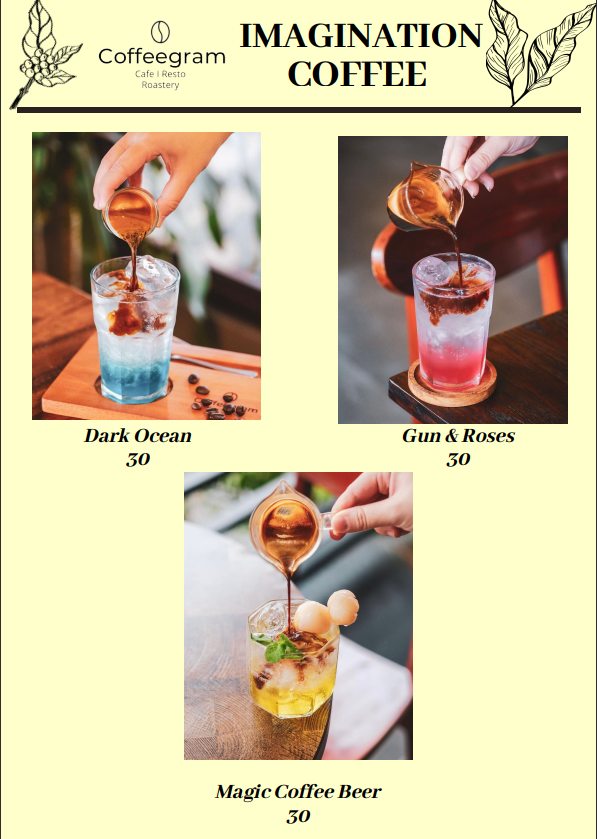 Coffeegram
Cafe I Resto
Roastery
IMAGINATION
COFFEE
Dark Ocean
30
Gun & Roses
30
Magic Coffee Beer
30